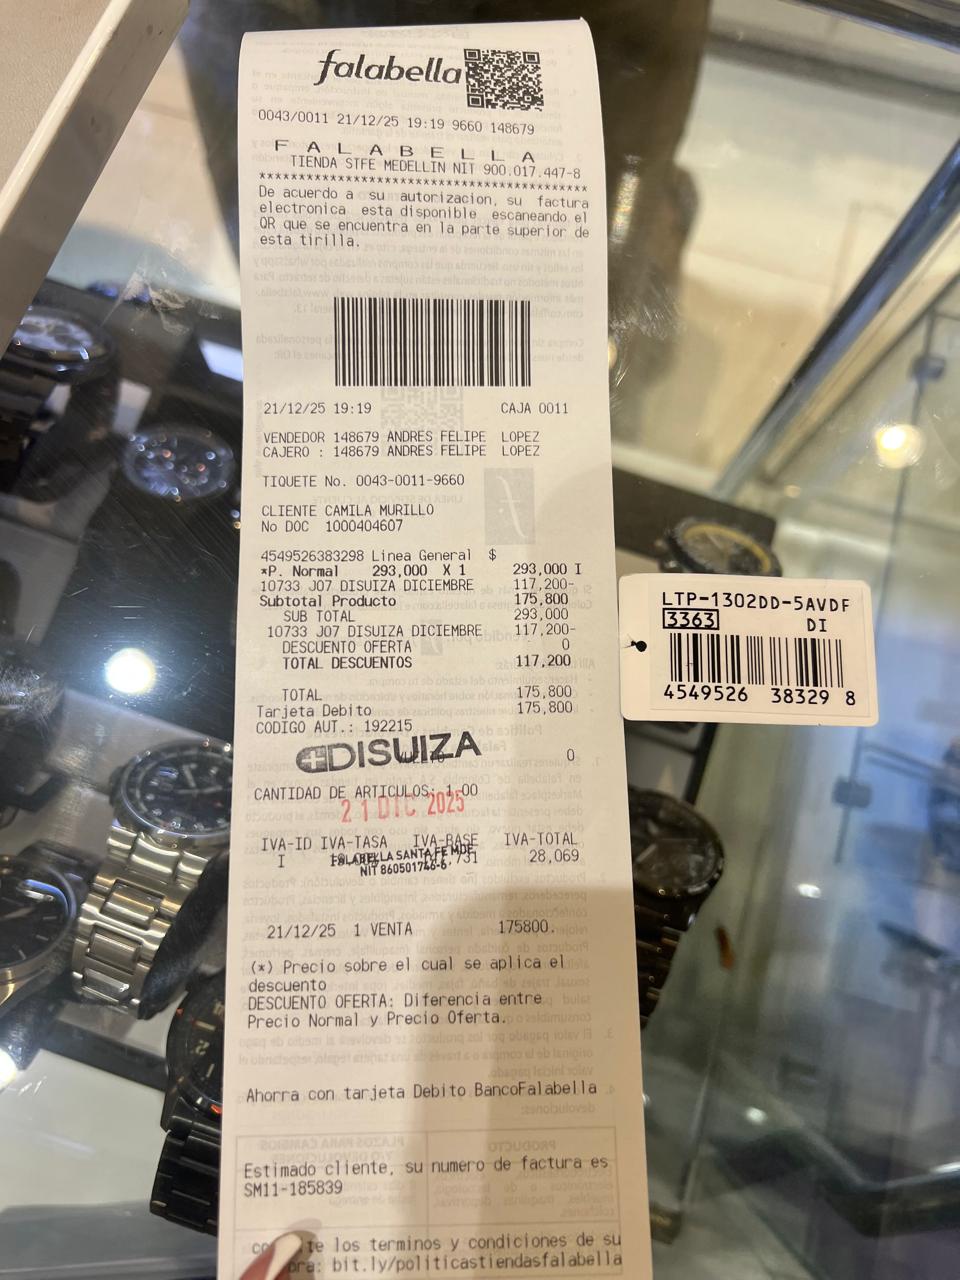 falabella
0043/0011 21/12/25 19:19 9660 148679
F A L A B E L L A
TIENDA STFE MEDELLIN NIT 900.017.447-8
****************************************
De acuerdo a su autorizacion, su factura
electronica esta disponible escaneando el
QR que se encuentra en la parte superior de
esta tirilla.
21/12/25 19:19 CAJA 0011
VENDEDOR 148679 ANDRES FELIPE LOPEZ
CAJERO : 148679 ANDRES FELIPE LOPEZ
TIQUETE No. 0043-0011-9660
CLIENTE CAMILA MURILLO
No DOC 1000404607
4549526383298 Linea General $
*P. Normal 293,000 X 1 293,000 I
10733 J07 DISUIZA DICIEMBRE 117,200-
Subtotal Producto 175,800
SUB TOTAL 293,000
10733 J07 DISUIZA DICIEMBRE 117,200-
DESCUENTO OFERTA 0
TOTAL DESCUENTOS 117,200
TOTAL 175,800
Tarjeta Debito 175,800
CODIGO AUT.: 192215
DISUIZA
0
CANTIDAD DE ARTICULOS: 1.00
21 DIC 2025
IVA-ID IVA-TASA IVA-BASE IVA-TOTAL
I 28,069
FALABELLA SANTA FE MDE
NIT 860501746-6
21/12/25 1 VENTA 175800.
(*) Precio sobre el cual se aplica el
descuento
DESCUENTO OFERTA: Diferencia entre
Precio Normal y Precio Oferta.
Ahorra con tarjeta Debito BancoFalabella
Estimado cliente, su numero de factura es
SM11-185839
los terminos y condiciones de su
bit.ly/politicastiendasfalabella
LTP-1302DD-5AVDF
3363 DI
4549526 38329 8